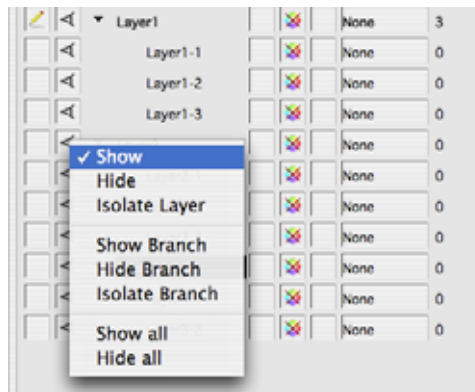 Layer1 None 3
Layer1-1 None 0
Layer1-2 None 0
Layer1-3 None 0
None 0
✓ Show None 0
Hide
Isolate Layer None 0
Show Branch None 0
Hide Branch None 0
Isolate Branch None 0
Show all None 0
Hide all